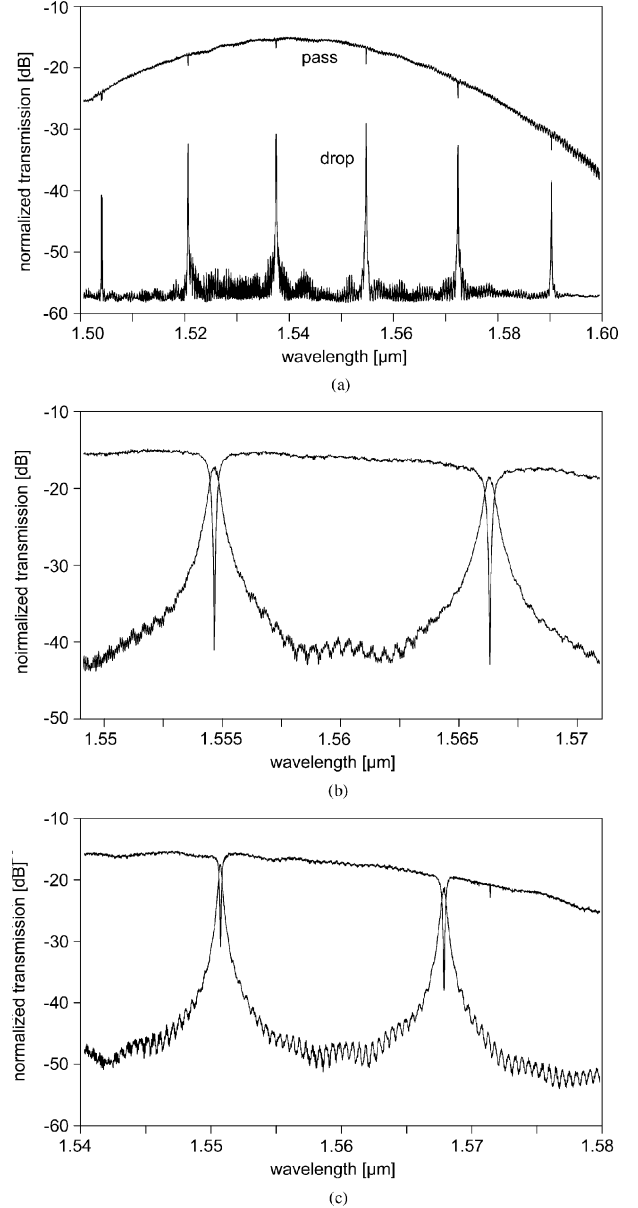 -10
-20
-30
-40
-50
-60
normalized transmission [dB]
pass
drop
1.50 1.52 1.54 1.56 1.58 1.60
wavelength [µm]
(a)
-10
-20
-30
-40
-50
noirmalized transmission [dB]
1.55 1.555 1.56 1.565 1.57
wavelength [µm]
(b)
-10
-20
-30
-40
-50
-60
normalized transmission [dB]
1.54 1.55 1.56 1.57 1.58
wavelength [µm]
(c)